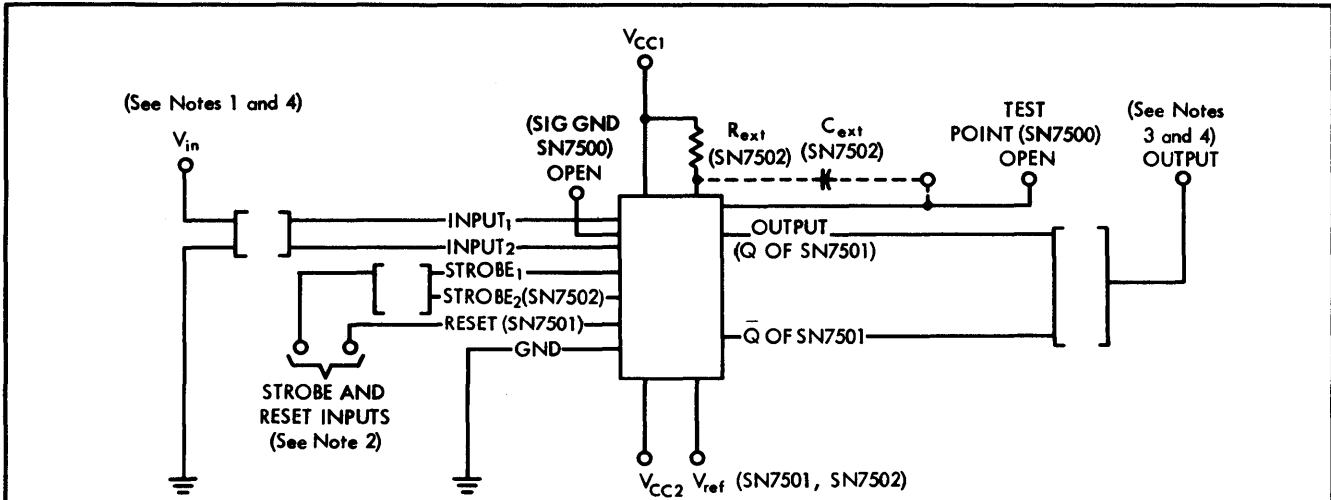 V_CC1
(See Notes 1 and 4)
V_in
(SIG GND
SN7500)
OPEN
R_ext
(SN7502)
C_ext
(SN7502)
TEST
POINT (SN7500)
OPEN
(See Notes
3 and 4)
OUTPUT
INPUT₁
INPUT₂
STROBE₁
STROBE₂(SN7502)
RESET (SN7501)
GND
OUTPUT
(Q OF SN7501)
Q̅ OF SN7501
STROBE AND
RESET INPUTS
(See Note 2)
V_CC2 V_ref (SN7501, SN7502)